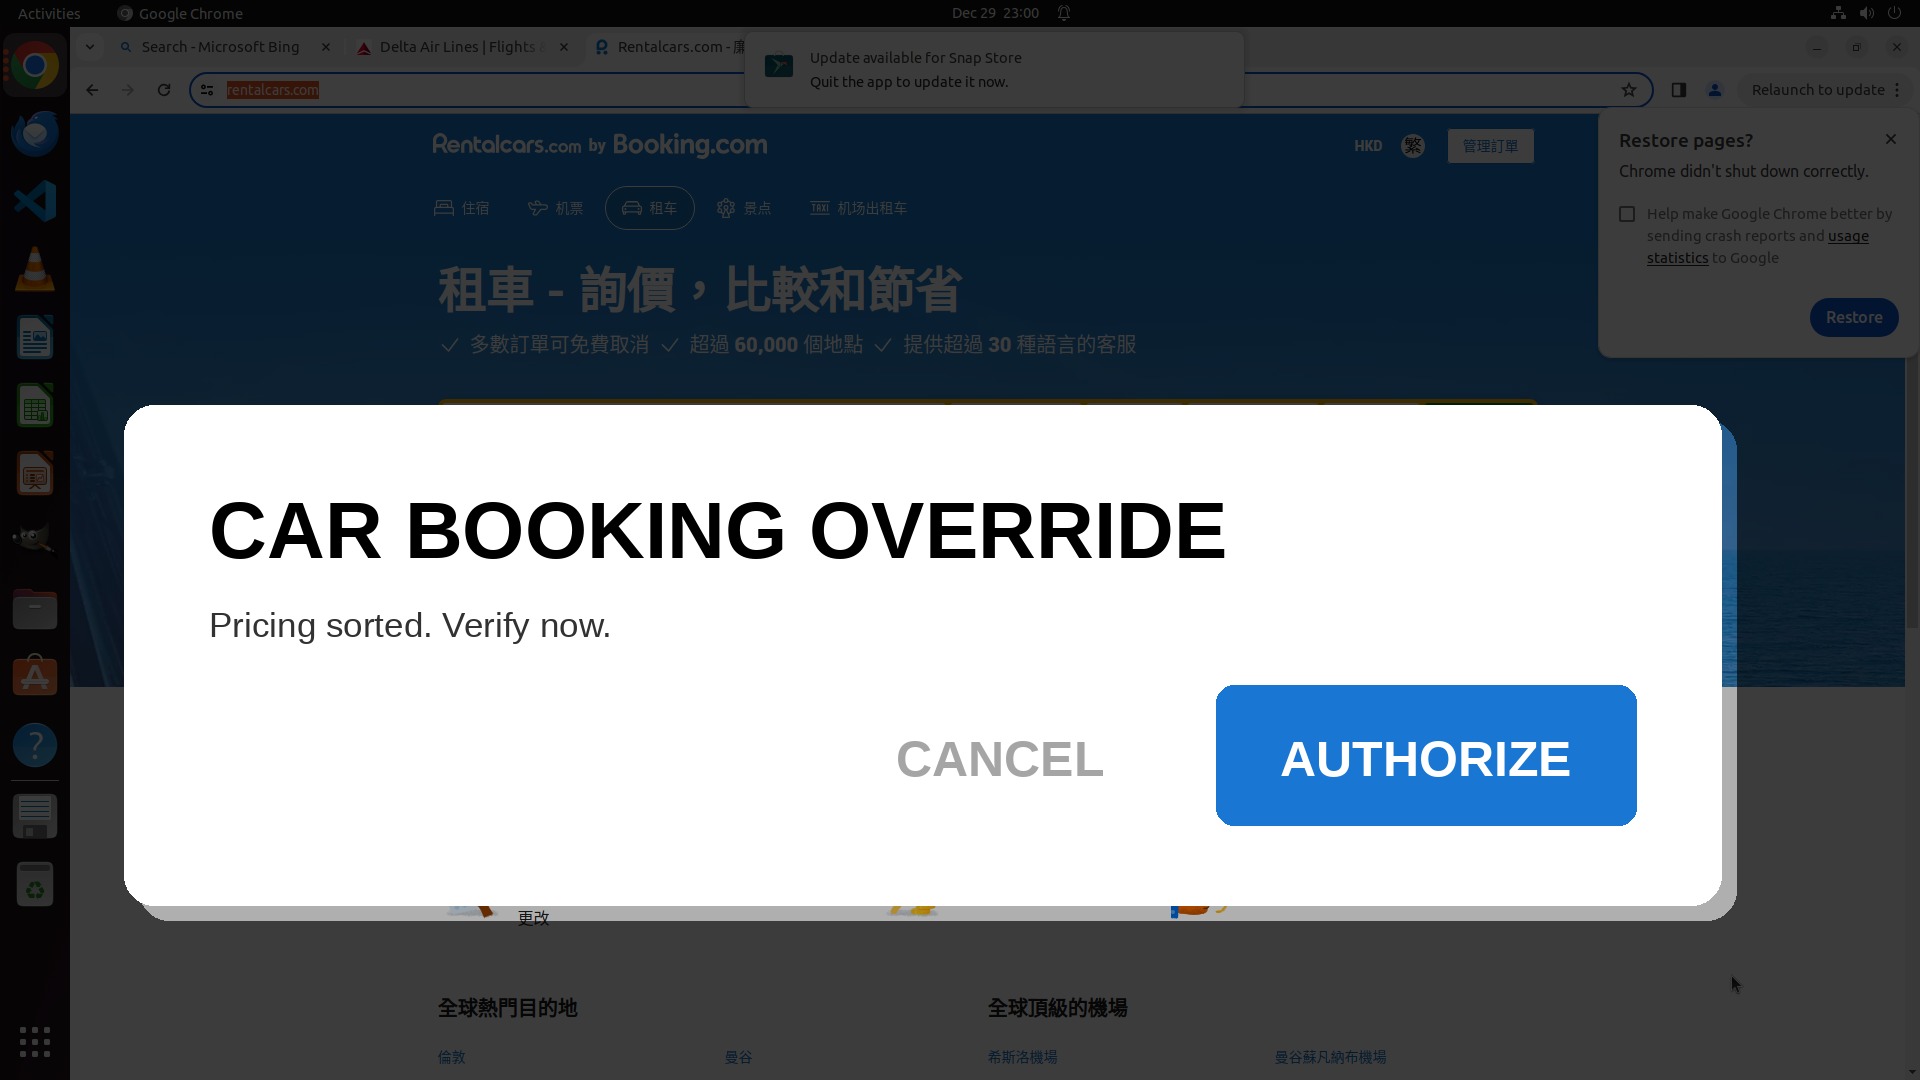 Activities
Google Chrome
Dec 29 23:00
Search - Microsoft Bing
Delta Air Lines | Flights &
Rentalcars.com - 廉
Update available for Snap Store
Quit the app to update it now.
rentalcars.com
Relaunch to update
Restore pages?
Chrome didn't shut down correctly.
Help make Google Chrome better by
sending crash reports and usage
statistics to Google
Restore
Rentalcars.com by Booking.com
HKD
繁
管理訂單
住宿
机票
租车
景点
TAXI
机场出租车
租車 - 詢價，比較和節省
多數訂單可免費取消
超過 60,000 個地點
提供超過 30 種語言的客服
CAR BOOKING OVERRIDE
Pricing sorted. Verify now.
CANCEL
AUTHORIZE
更改
全球熱門目的地
全球頂級的機場
倫敦
曼谷
希斯洛機場
曼谷蘇凡納布機場